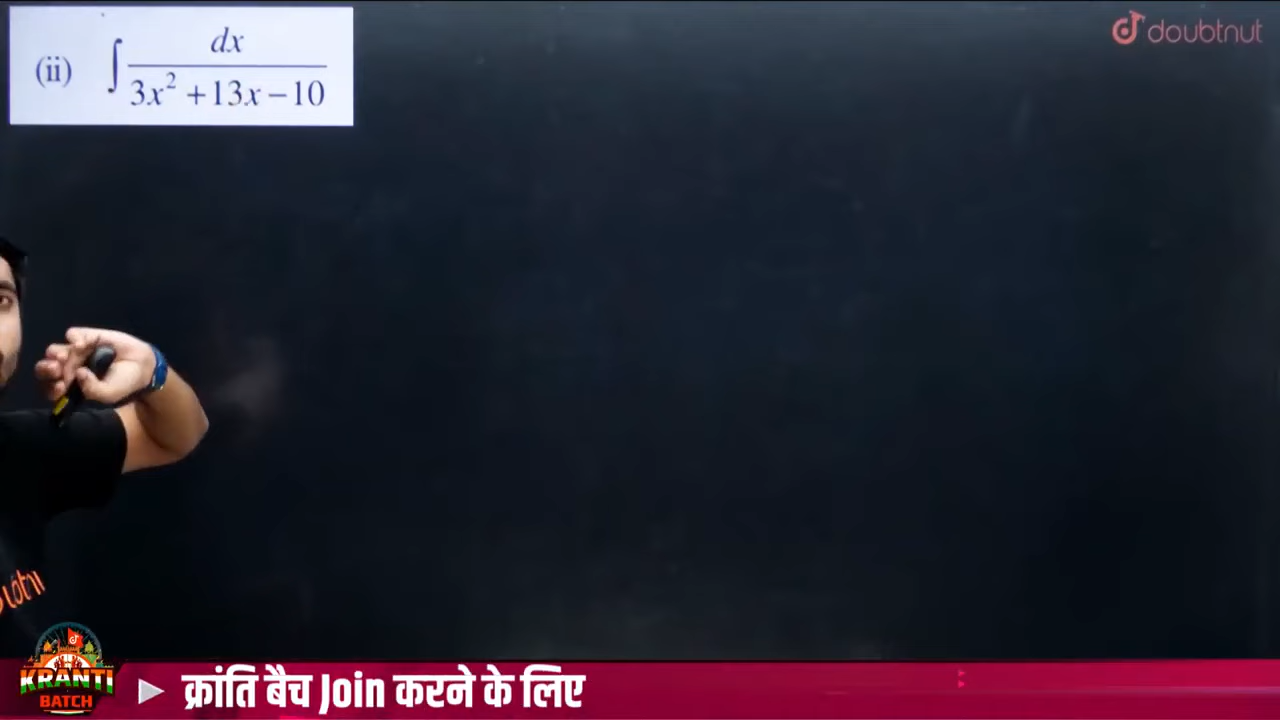 doubtnut
(ii) ∫ dx / (3x² + 13x − 10)
KRANTI
BATCH
क्रांति बैच Join करने के लिए